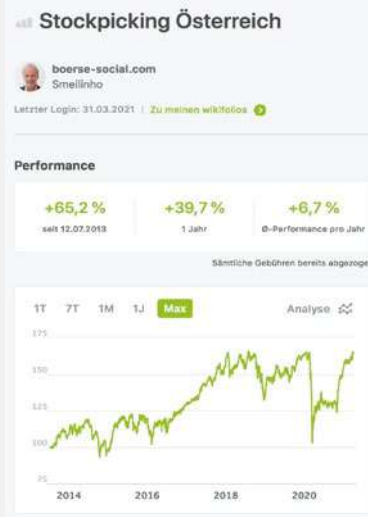 Stockpicking Österreich
boerse-social.com
Smeilinho
Letzter Login: 31.03.2021 | Zu meinen wikifolios
Performance
+65,2 % +39,7 % +6,7 %
seit 12.07.2013 1 Jahr Ø-Performance pro Jahr
Sämtliche Gebühren bereits abgezoge
1T 7T 1M 1J Max Analyse
175
150
125
100
75
2014 2016 2018 2020